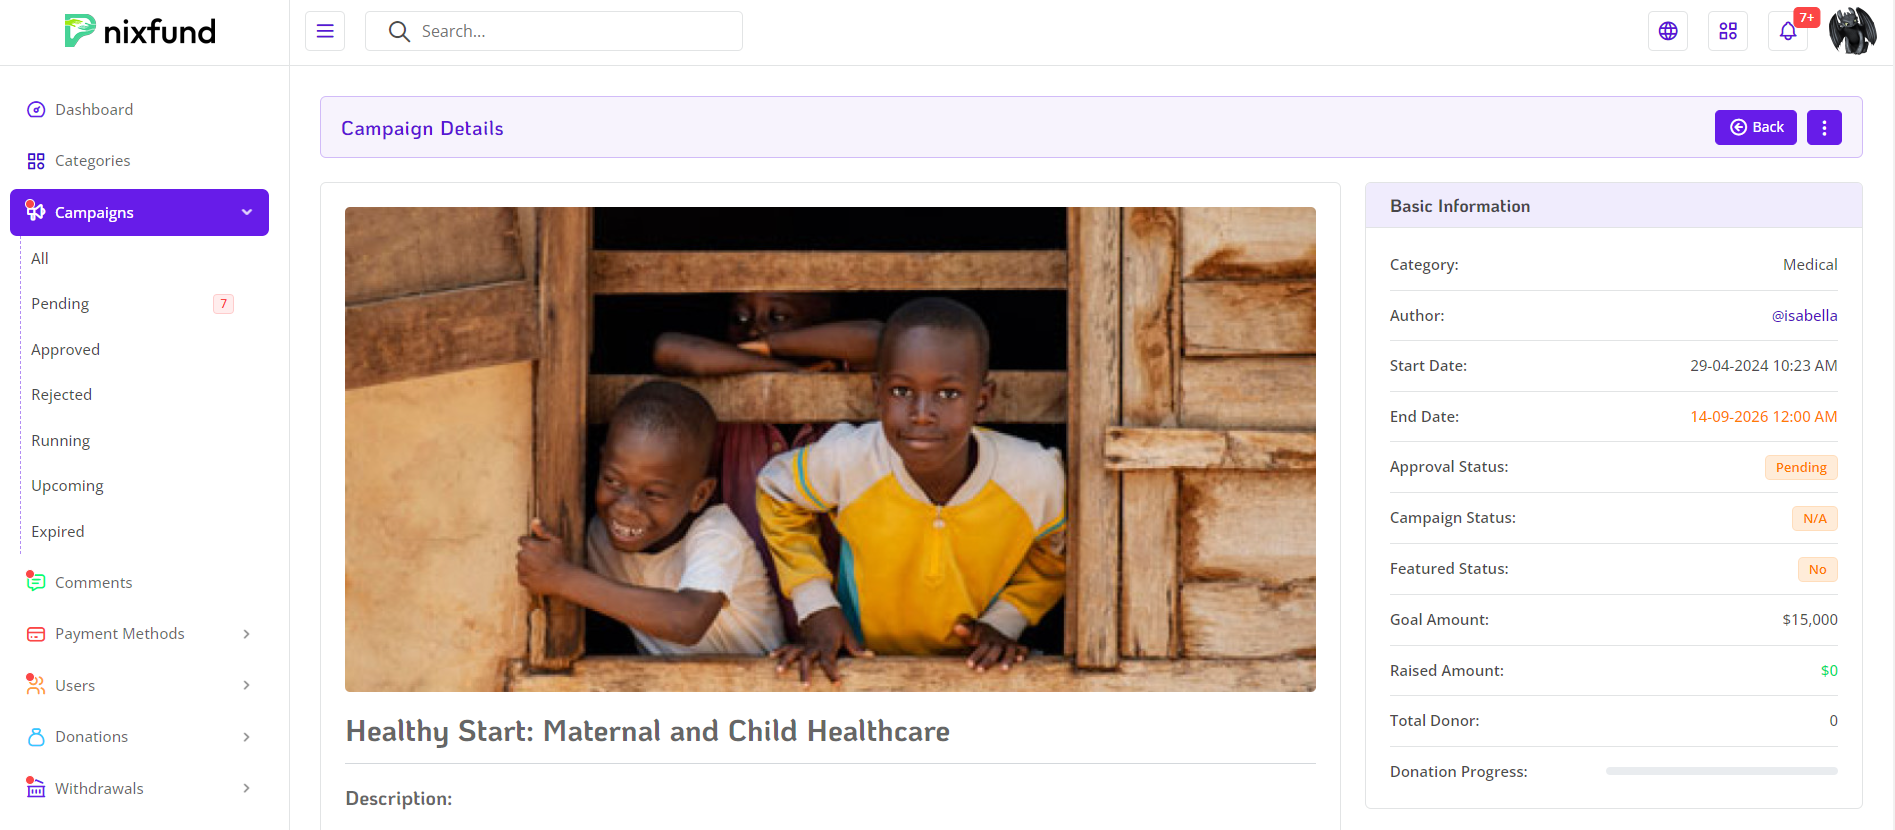 nixfund
Search...
7+
Dashboard
Categories
Campaigns
All
Pending 7
Approved
Rejected
Running
Upcoming
Expired
Comments
Payment Methods
Users
Donations
Withdrawals
Campaign Details
Back
Healthy Start: Maternal and Child Healthcare
Description:
Basic Information
Category: Medical
Author: @isabella
Start Date: 29-04-2024 10:23 AM
End Date: 14-09-2026 12:00 AM
Approval Status: Pending
Campaign Status: N/A
Featured Status: No
Goal Amount: $15,000
Raised Amount: $0
Total Donor: 0
Donation Progress: